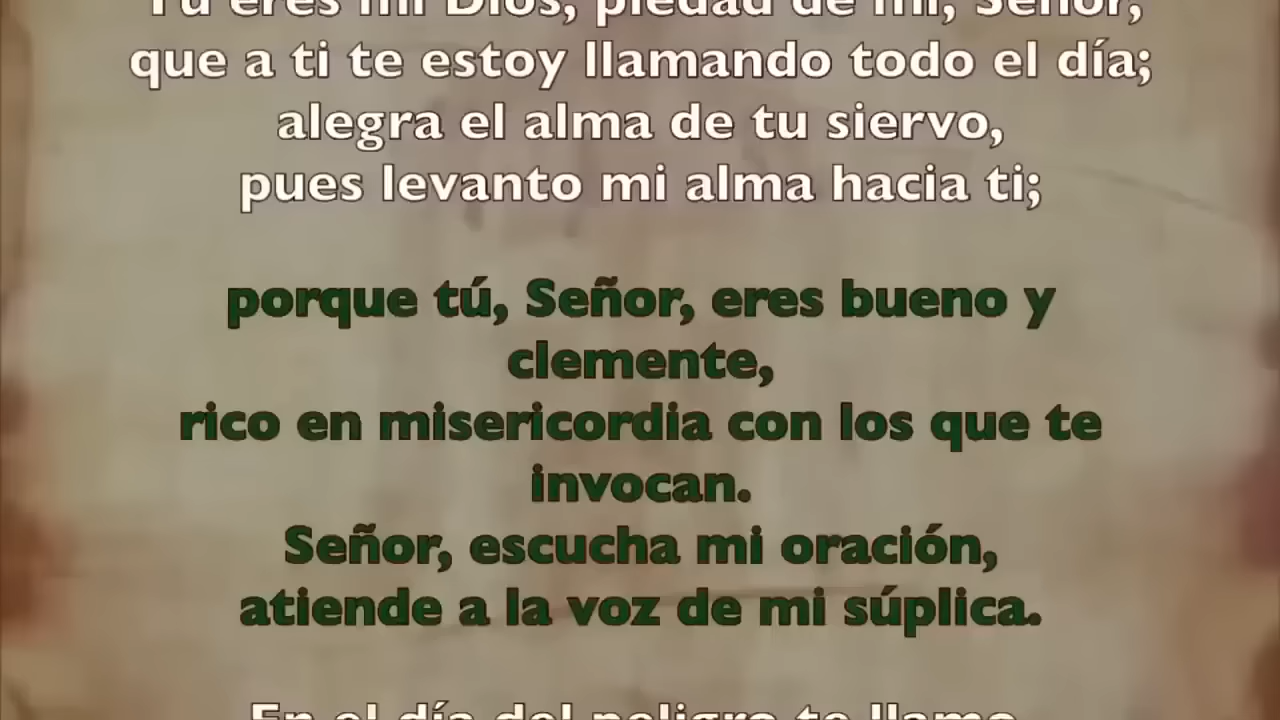 Tú eres mi Dios, piedad de mí, Señor,
que a ti te estoy llamando todo el día;
alegra el alma de tu siervo,
pues levanto mi alma hacia ti;
porque tú, Señor, eres bueno y
clemente,
rico en misericordia con los que te
invocan.
Señor, escucha mi oración,
atiende a la voz de mi súplica.
En el día del peligro te llamo,